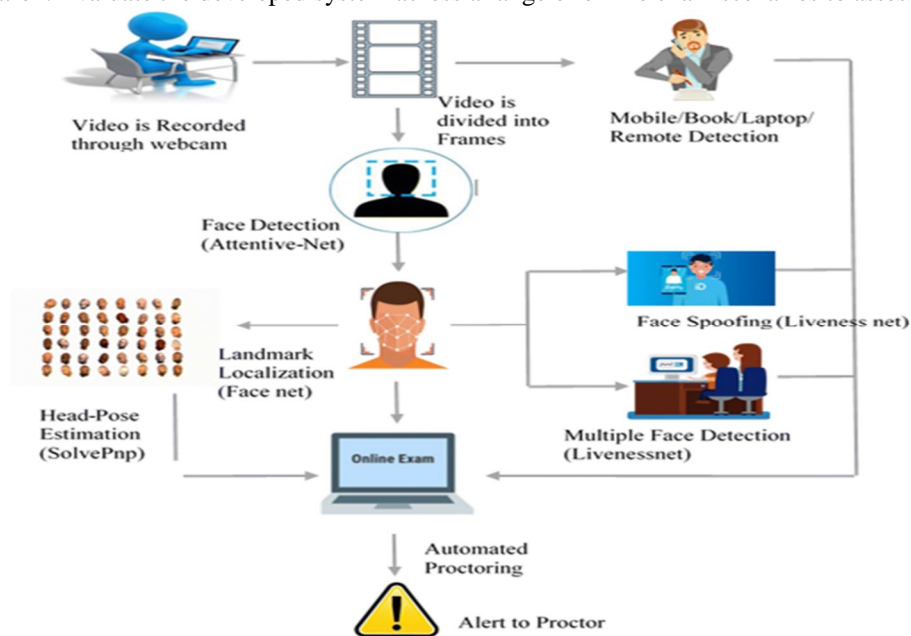 Video is Recorded
through webcam
Video is
divided into
Frames
Mobile/Book/Laptop/
Remote Detection
Face Detection
(Attentive-Net)
Face Spoofing (Liveness net)
Landmark
Localization
(Face net)
Head-Pose
Estimation
(SolvePnp)
Multiple Face Detection
(Livenessnet)
Online Exam
Automated
Proctoring
Alert to Proctor